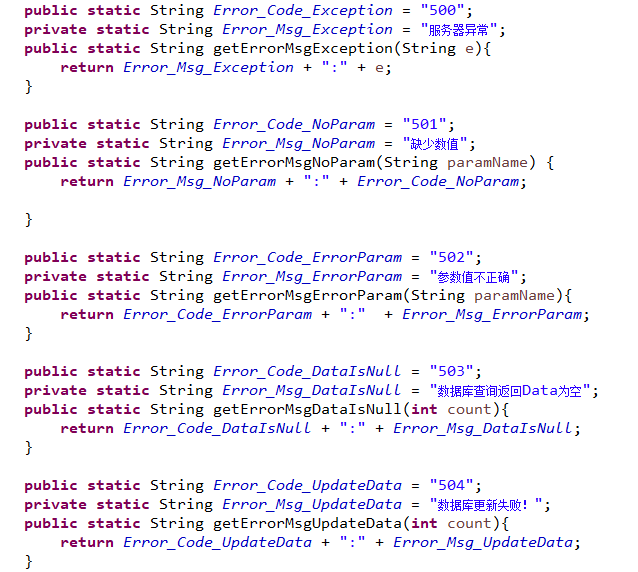 public static String Error_Code_Exception = "500";
private static String Error_Msg_Exception = "服务器异常";
public static String getErrorMsgException(String e){
    return Error_Msg_Exception + ":" + e;
}

public static String Error_Code_NoParam = "501";
private static String Error_Msg_NoParam = "缺少数值";
public static String getErrorMsgNoParam(String paramName) {
    return Error_Msg_NoParam + ":" + Error_Code_NoParam;

}

public static String Error_Code_ErrorParam = "502";
private static String Error_Msg_ErrorParam = "参数值不正确";
public static String getErrorMsgErrorParam(String paramName){
    return Error_Code_ErrorParam + ":"  + Error_Msg_ErrorParam;
}

public static String Error_Code_DataIsNull = "503";
private static String Error_Msg_DataIsNull = "数据库查询返回Data为空";
public static String getErrorMsgDataIsNull(int count){
    return Error_Code_DataIsNull + ":" + Error_Msg_DataIsNull;
}

public static String Error_Code_UpdateData = "504";
private static String Error_Msg_UpdateData = "数据库更新失败！";
public static String getErrorMsgUpdateData(int count){
    return Error_Code_UpdateData + ":" + Error_Msg_UpdateData;
}